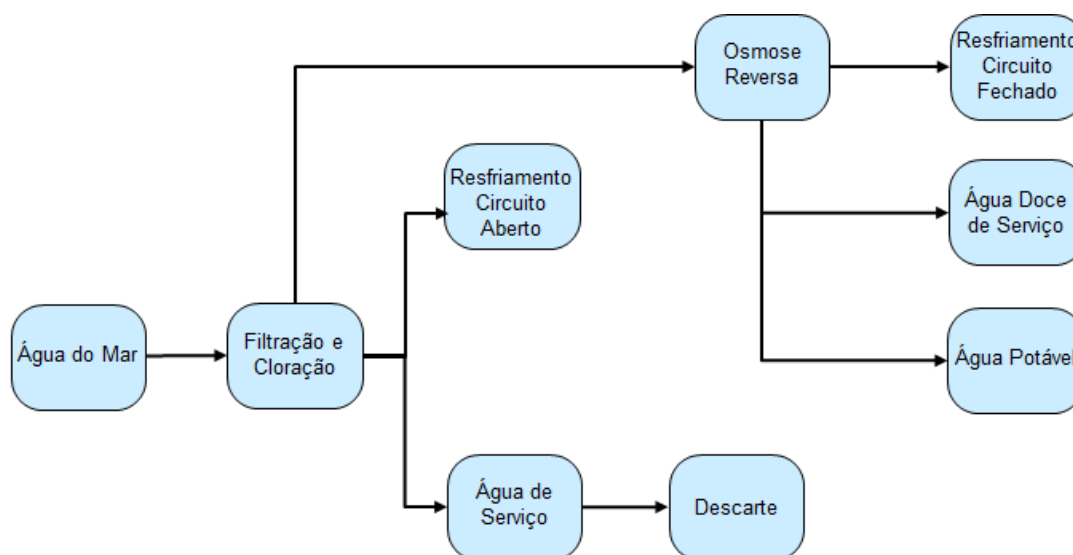 Osmose
Reversa
Resfriamento
Circuito
Fechado
Resfriamento
Circuito
Aberto
Água Doce
de Serviço
Água do Mar
Filtração e
Cloração
Água Potável
Água de
Serviço
Descarte